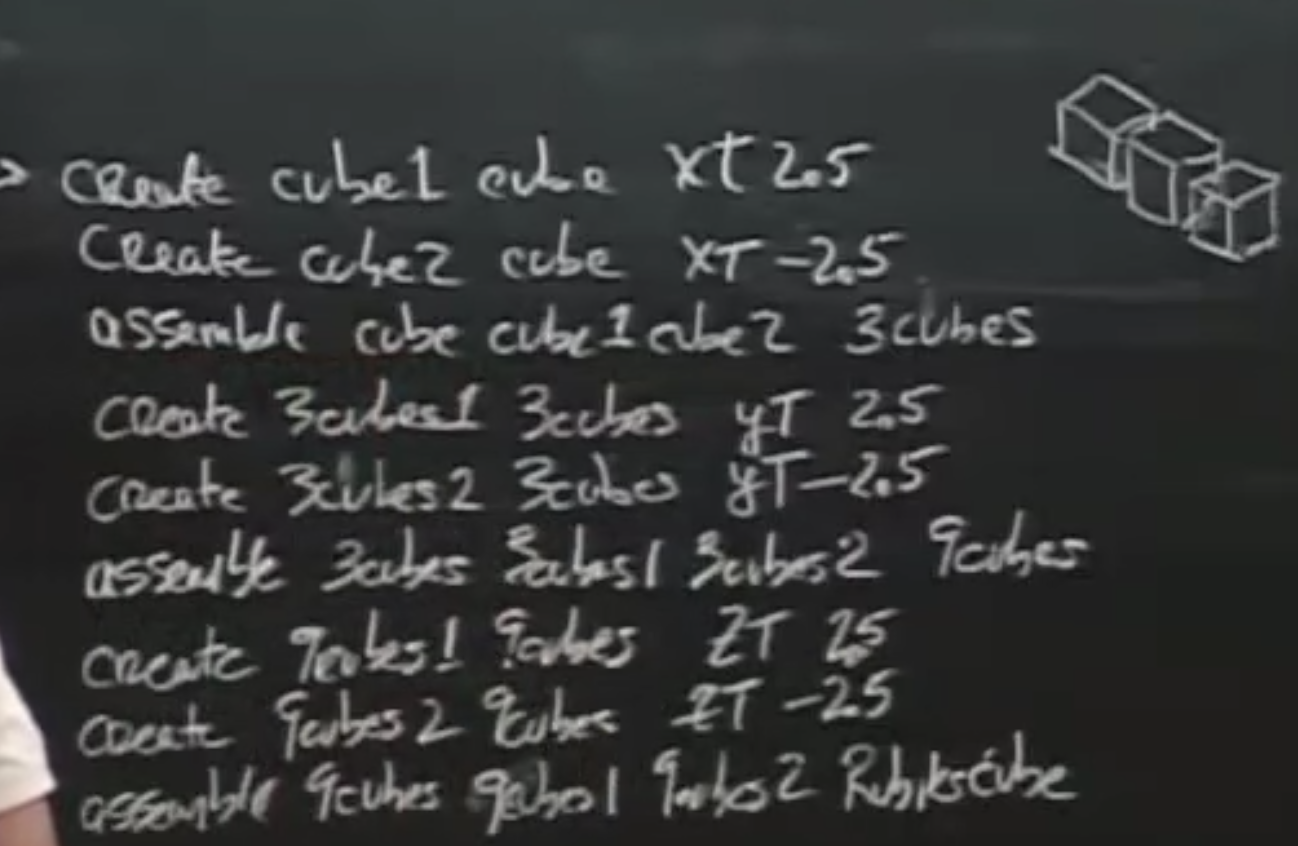 > create cube1 cube xT 2.5
create cube2 cube xT -2.5
assemble cube cube1 cube2 3cubes
create 3cubes1 3cubes yT 2.5
create 3cubes2 3cubes yT -2.5
assemble 3cubes 3cubes1 3cubes2 9cubes
create 9cubes1 9cubes ZT 2.5
create 9cubes2 9cubes ZT -2.5
assemble 9cubes 9cubes1 9cubes2 Rubikscube